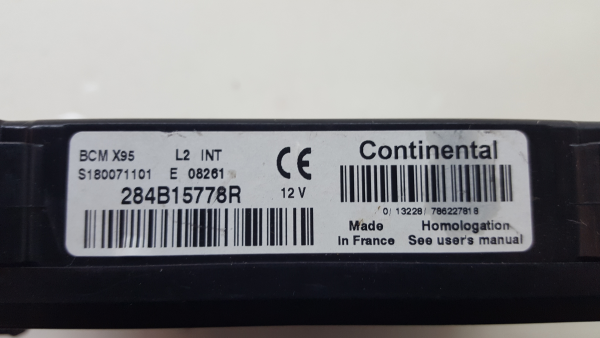 BCM X95 L2 INT
S180071101 E 08261
284B15778R
CE
12 V
Continental
0/ 13228/ 786227818
Made in France
Homologation
See user's manual